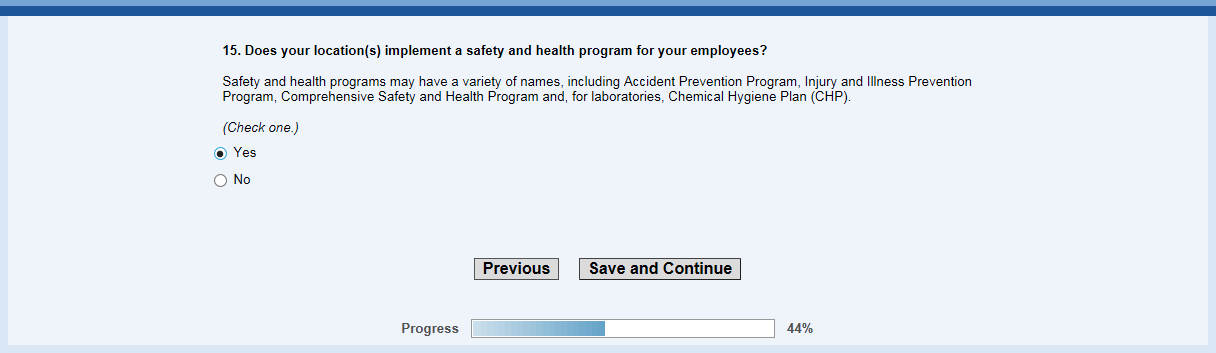 15. Does your location(s) implement a safety and health program for your employees?
Safety and health programs may have a variety of names, including Accident Prevention Program, Injury and Illness Prevention
Program, Comprehensive Safety and Health Program and, for laboratories, Chemical Hygiene Plan (CHP).
(Check one.)
Yes
No
Previous Save and Continue
Progress 44%